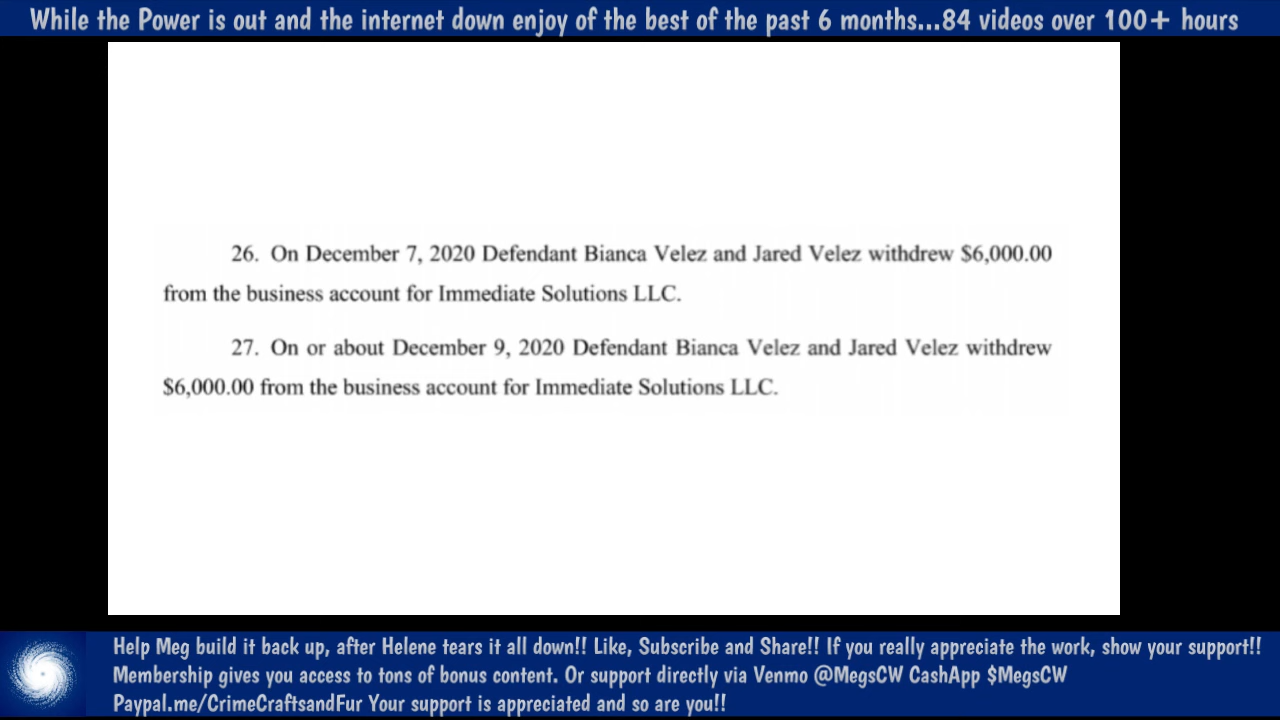 While the Power is out and the internet down enjoy of the best of the past 6 months...84 videos over 100+ hours
26. On December 7, 2020 Defendant Bianca Velez and Jared Velez withdrew $6,000.00
from the business account for Immediate Solutions LLC.
27. On or about December 9, 2020 Defendant Bianca Velez and Jared Velez withdrew
$6,000.00 from the business account for Immediate Solutions LLC.
Help Meg build it back up, after Helene tears it all down!! Like, Subscribe and Share!! If you really appreciate the work, show your support!!
Membership gives you access to tons of bonus content. Or support directly via Venmo @MegsCW CashApp $MegsCW
Paypal.me/CrimeCraftsandFur Your support is appreciated and so are you!!